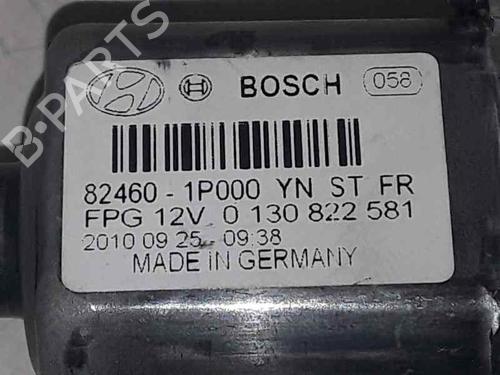 BOSCH 058
82460-1P000 YN ST FR
FPG 12V 0 130 822 581
2010 09 25 - 09:38
MADE IN GERMANY
B-PARTS